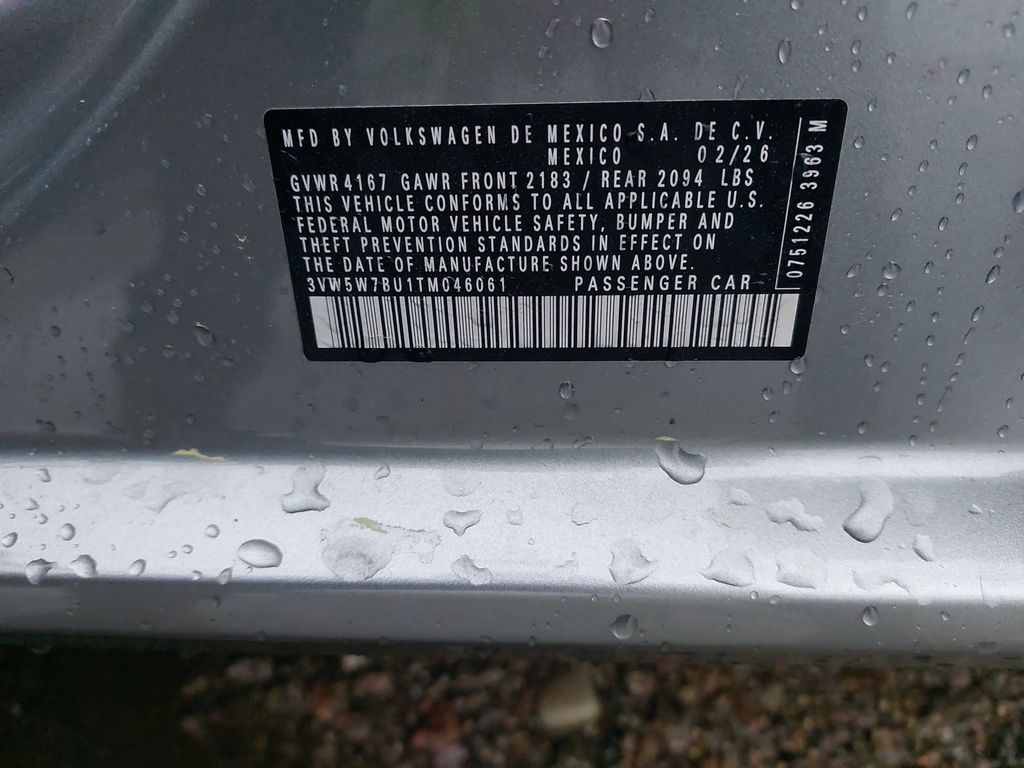 MFD BY VOLKSWAGEN DE MEXICO S.A. DE C.V.
MEXICO 02/26
GVWR 4167 GAWR FRONT 2183 / REAR 2094 LBS
THIS VEHICLE CONFORMS TO ALL APPLICABLE U.S.
FEDERAL MOTOR VEHICLE SAFETY, BUMPER AND
THEFT PREVENTION STANDARDS IN EFFECT ON
THE DATE OF MANUFACTURE SHOWN ABOVE.
3VW5W7BU1TM046061 PASSENGER CAR
0751226 3963 M